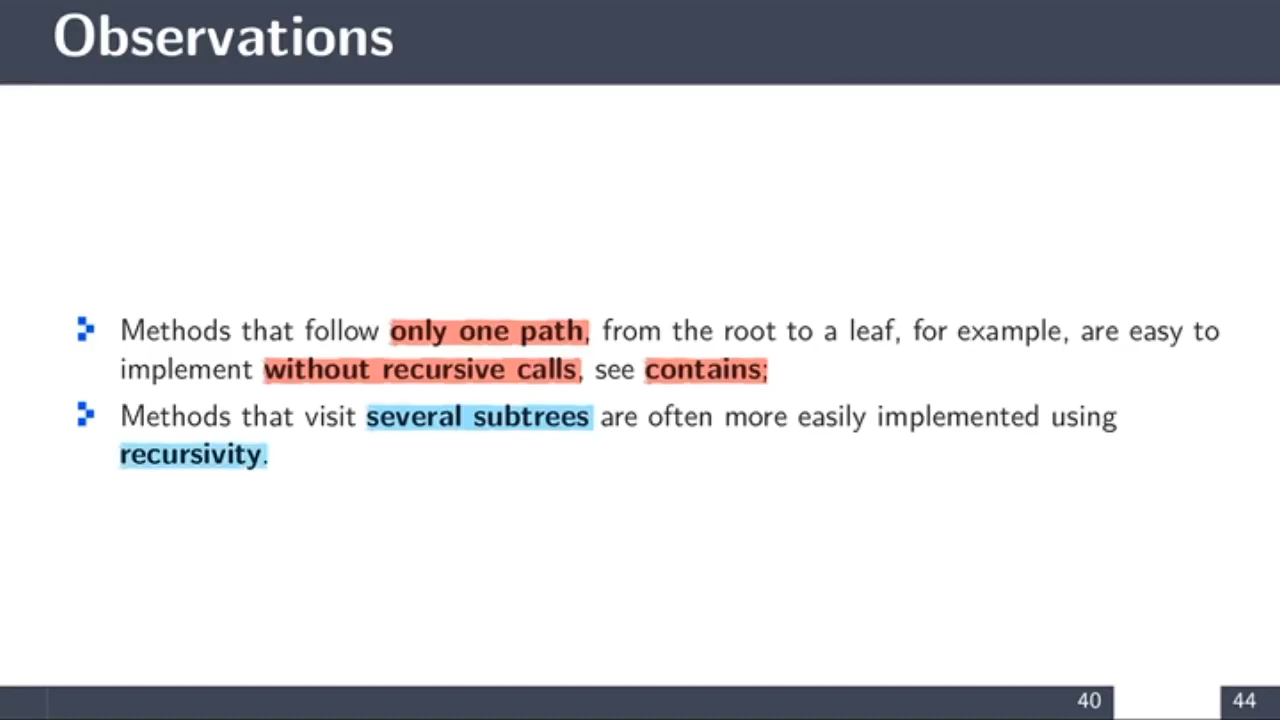 Observations
Methods that follow only one path, from the root to a leaf, for example, are easy to
implement without recursive calls, see contains;
Methods that visit several subtrees are often more easily implemented using
recursivity.
40
44